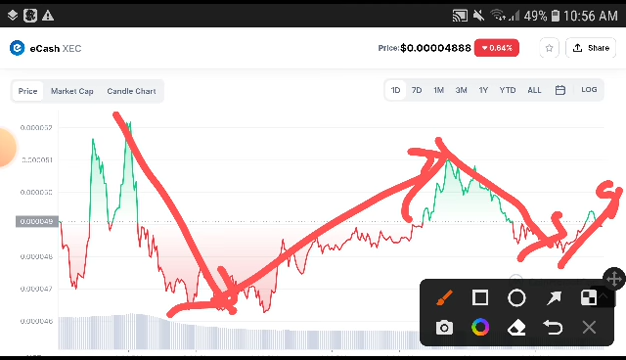 49% 10:56 AM
eCash XEC Price: $0.00004888 ▼ 0.64% Share
Price Market Cap Candle Chart 1D 7D 1M 3M 1Y YTD ALL LOG
0.000052
0.000051
0.000050
0.000049
0.000048
0.000047
0.000046